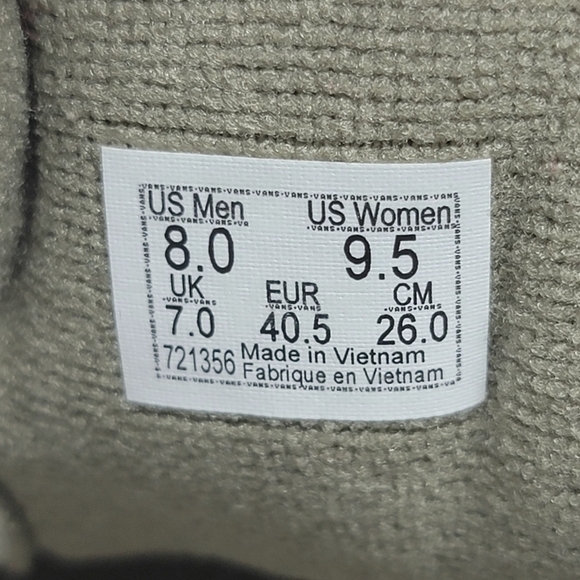 US Men US Women
8.0 9.5
UK EUR CM
7.0 40.5 26.0
721356 Made in Vietnam
Fabrique en Vietnam